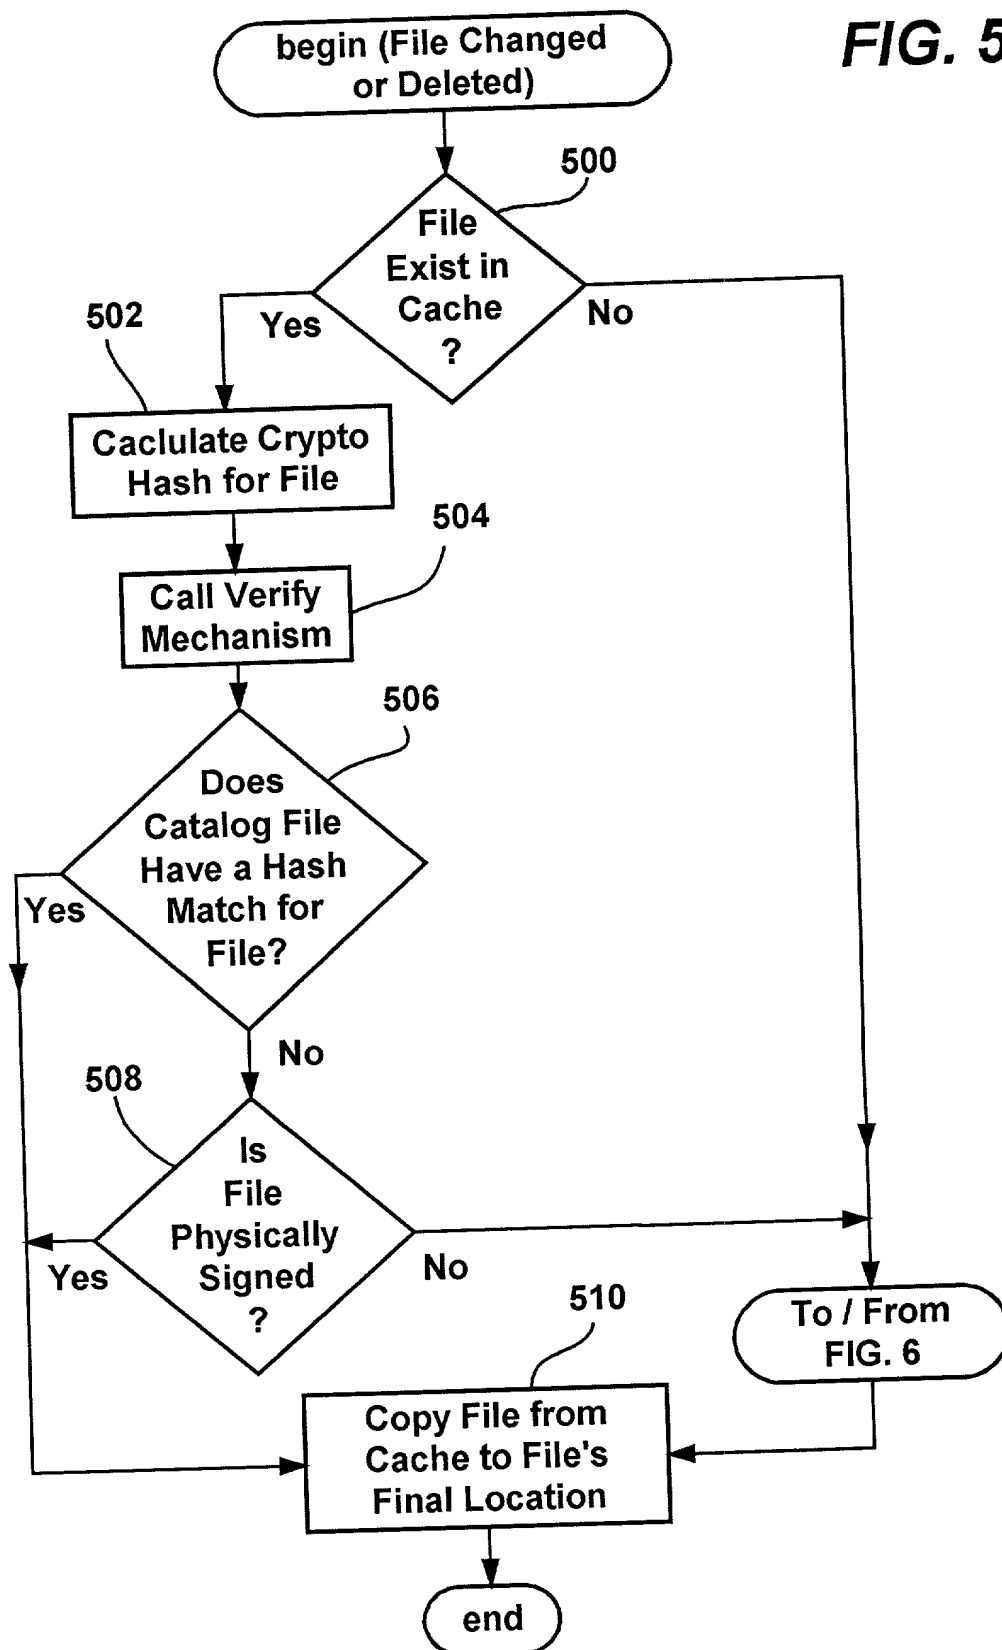 FIG. 5
begin (File Changed
or Deleted)
500
File
Exist in
Cache
?
Yes
No
502
Caclulate Crypto
Hash for File
504
Call Verify
Mechanism
506
Does
Catalog File
Have a Hash
Match for
File?
Yes
No
508
Is
File
Physically
Signed
?
Yes
No
To / From
FIG. 6
510
Copy File from
Cache to File's
Final Location
end